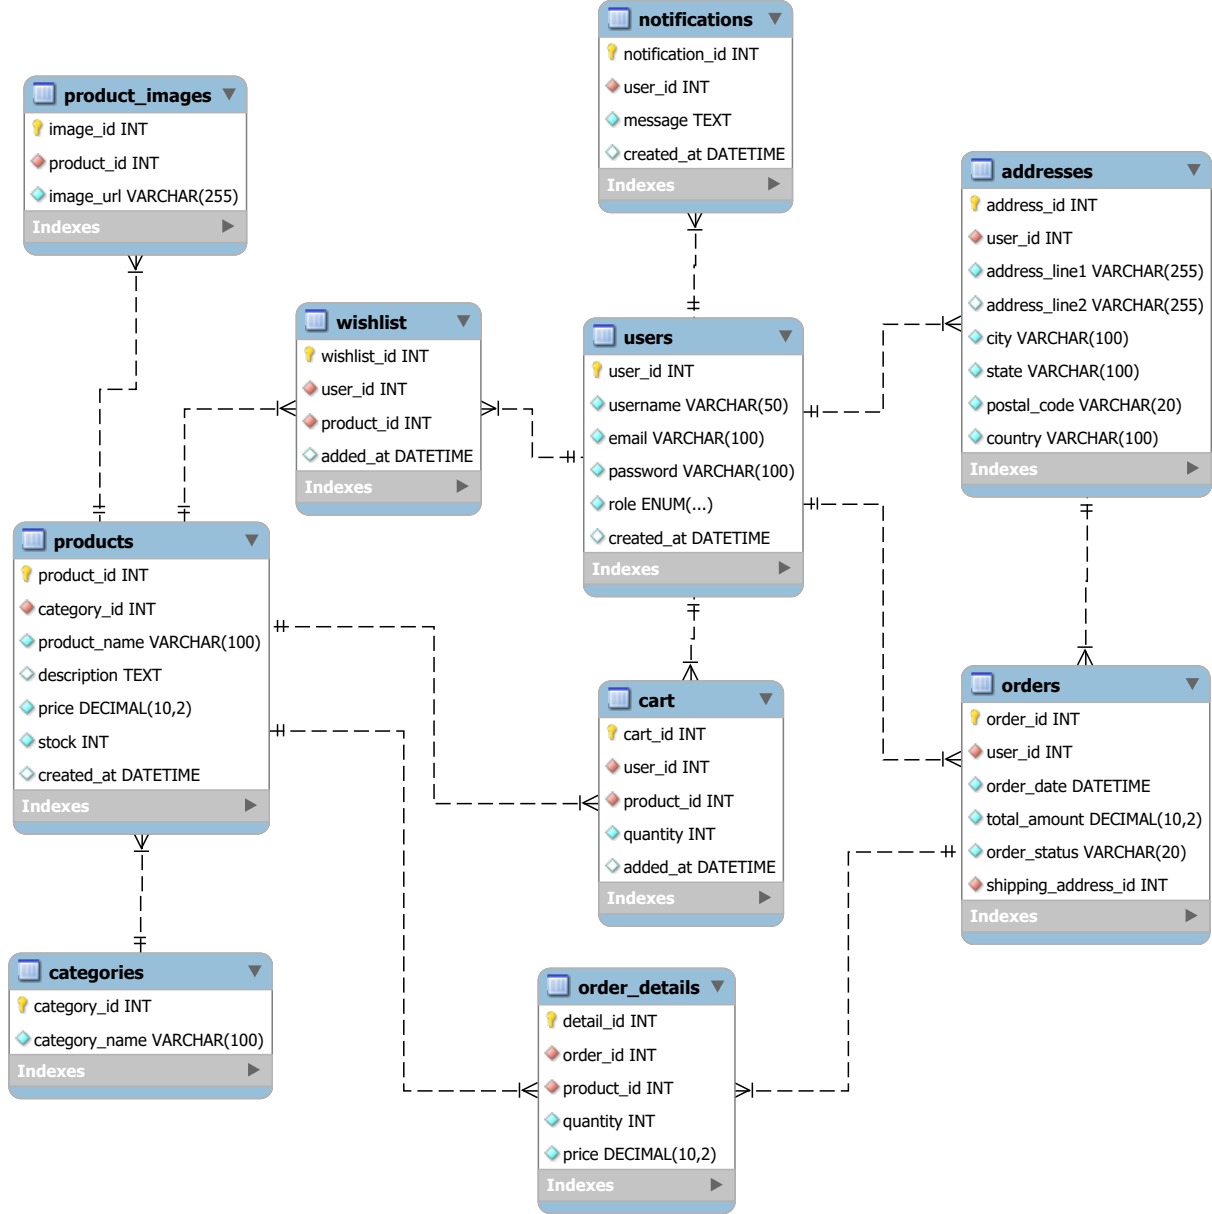 notifications
notification_id INT
user_id INT
message TEXT
created_at DATETIME
Indexes
product_images
image_id INT
product_id INT
image_url VARCHAR(255)
Indexes
addresses
address_id INT
user_id INT
address_line1 VARCHAR(255)
address_line2 VARCHAR(255)
city VARCHAR(100)
state VARCHAR(100)
postal_code VARCHAR(20)
country VARCHAR(100)
Indexes
wishlist
wishlist_id INT
user_id INT
product_id INT
added_at DATETIME
Indexes
users
user_id INT
username VARCHAR(50)
email VARCHAR(100)
password VARCHAR(100)
role ENUM(...)
created_at DATETIME
Indexes
products
product_id INT
category_id INT
product_name VARCHAR(100)
description TEXT
price DECIMAL(10,2)
stock INT
created_at DATETIME
Indexes
cart
cart_id INT
user_id INT
product_id INT
quantity INT
added_at DATETIME
Indexes
orders
order_id INT
user_id INT
order_date DATETIME
total_amount DECIMAL(10,2)
order_status VARCHAR(20)
shipping_address_id INT
Indexes
categories
category_id INT
category_name VARCHAR(100)
Indexes
order_details
detail_id INT
order_id INT
product_id INT
quantity INT
price DECIMAL(10,2)
Indexes